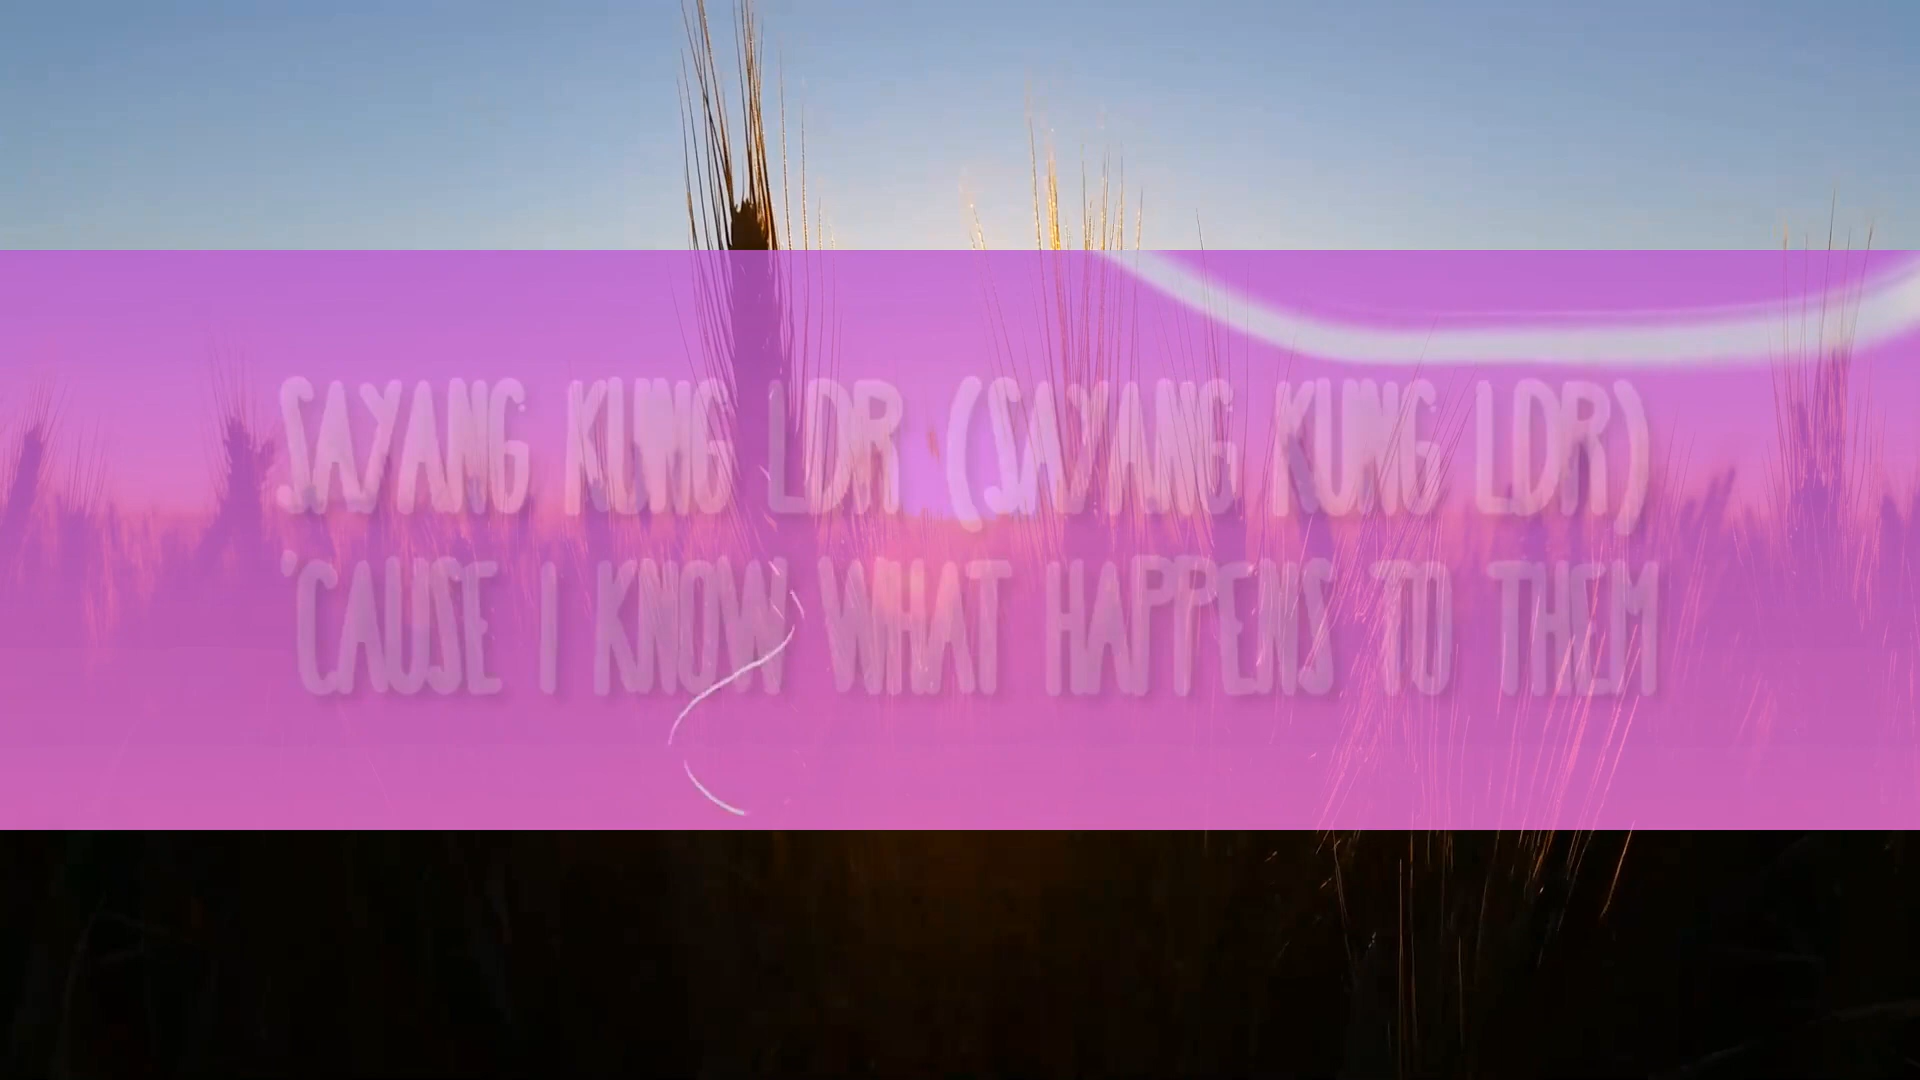 SAYANG KUNG LDR (SAYANG KUNG LDR)
'CAUSE I KNOW WHAT HAPPENS TO THEM